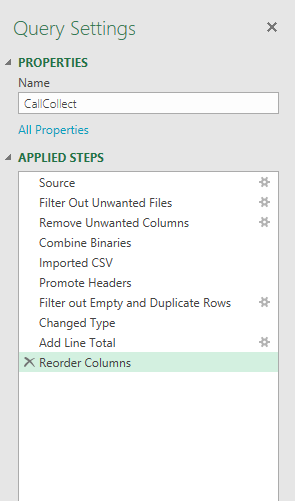 Query Settings
PROPERTIES
Name
CallCollect
All Properties
APPLIED STEPS
Source
Filter Out Unwanted Files
Remove Unwanted Columns
Combine Binaries
Imported CSV
Promote Headers
Filter out Empty and Duplicate Rows
Changed Type
Add Line Total
Reorder Columns